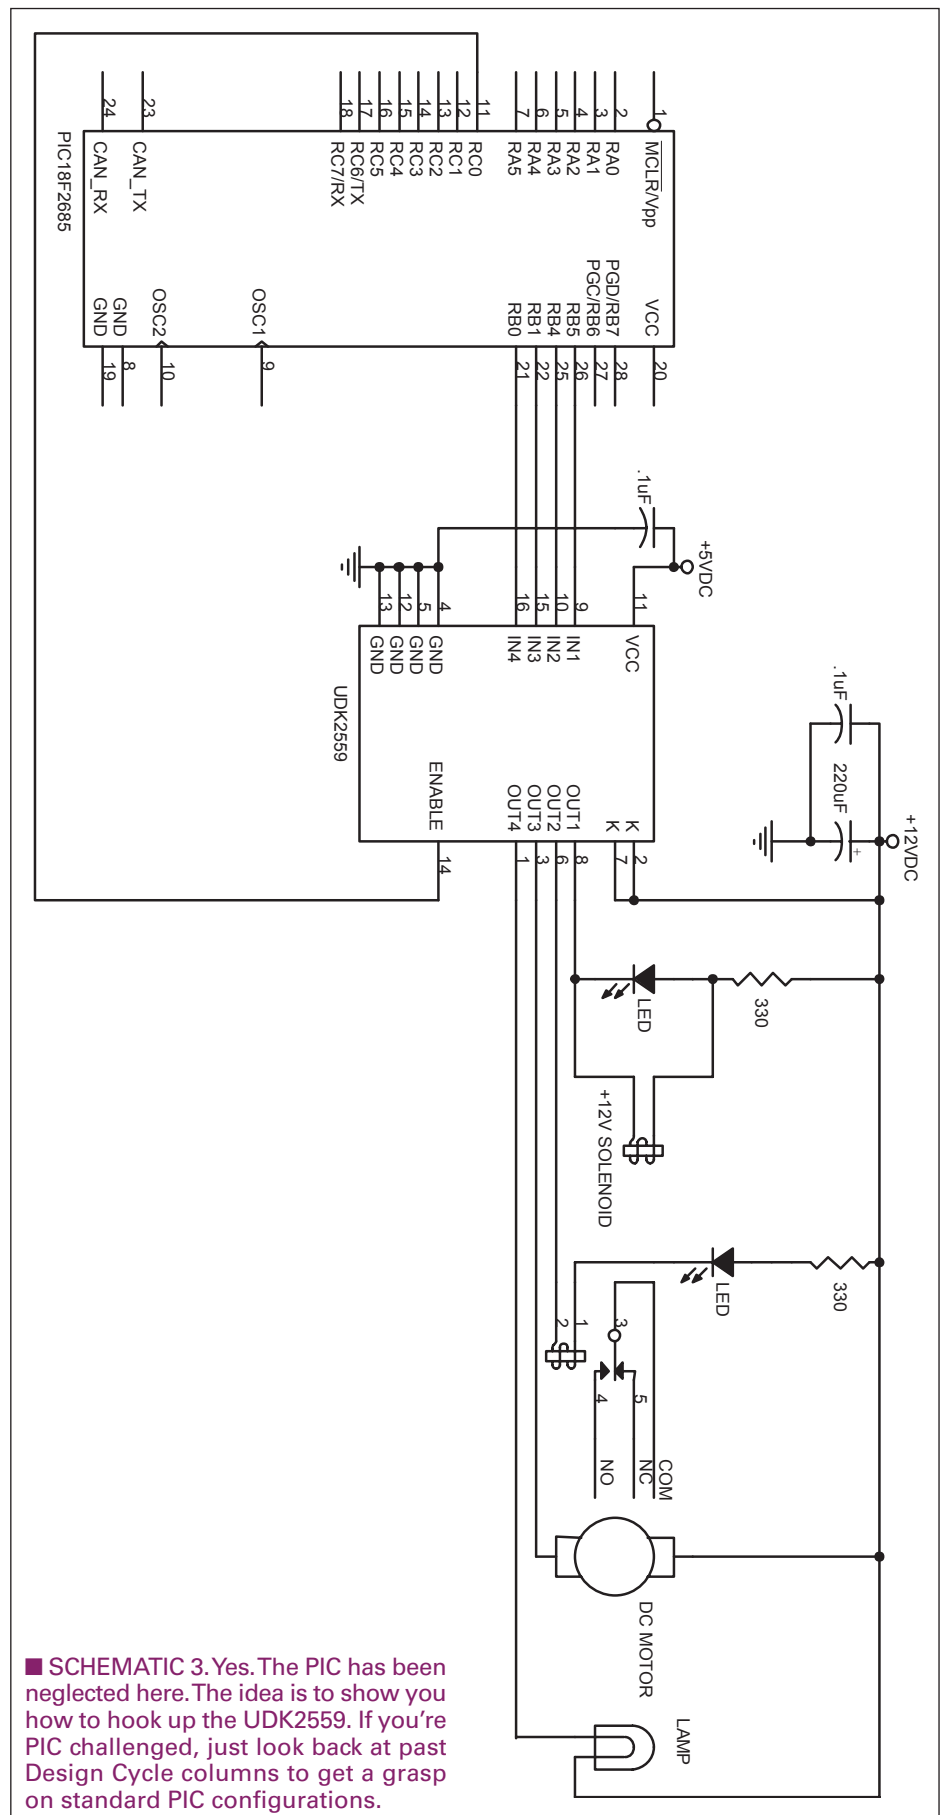 1
2
3
4
5
6
7
11
12
13
14
15
16
17
18
23
24
MCLR/Vpp
RA0
RA1
RA2
RA3
RA4
RA5
RC0
RC1
RC2
RC3
RC4
RC5
RC6/TX
RC7/RX
CAN_TX
CAN_RX
PIC18F2685
VCC
PGD/RB7
PGC/RB6
RB5
RB4
RB1
RB0
OSC1
OSC2
GND
GND
20
28
27
26
25
22
21
9
10
8
19
.1uF
+5VDC
11
9
10
15
16
4
5
12
13
VCC
IN1
IN2
IN3
IN4
GND
GND
GND
GND
UDK2559
K
K
OUT1
OUT2
OUT3
OUT4
ENABLE
2
7
8
6
3
1
14
.1uF
220uF
+
+12VDC
LED
330
+12V SOLENOID
LED
330
1
2
3
4
5
COM
NC
NO
DC MOTOR
LAMP
■ SCHEMATIC 3. Yes. The PIC has been
neglected here. The idea is to show you
how to hook up the UDK2559. If you're
PIC challenged, just look back at past
Design Cycle columns to get a grasp
on standard PIC configurations.